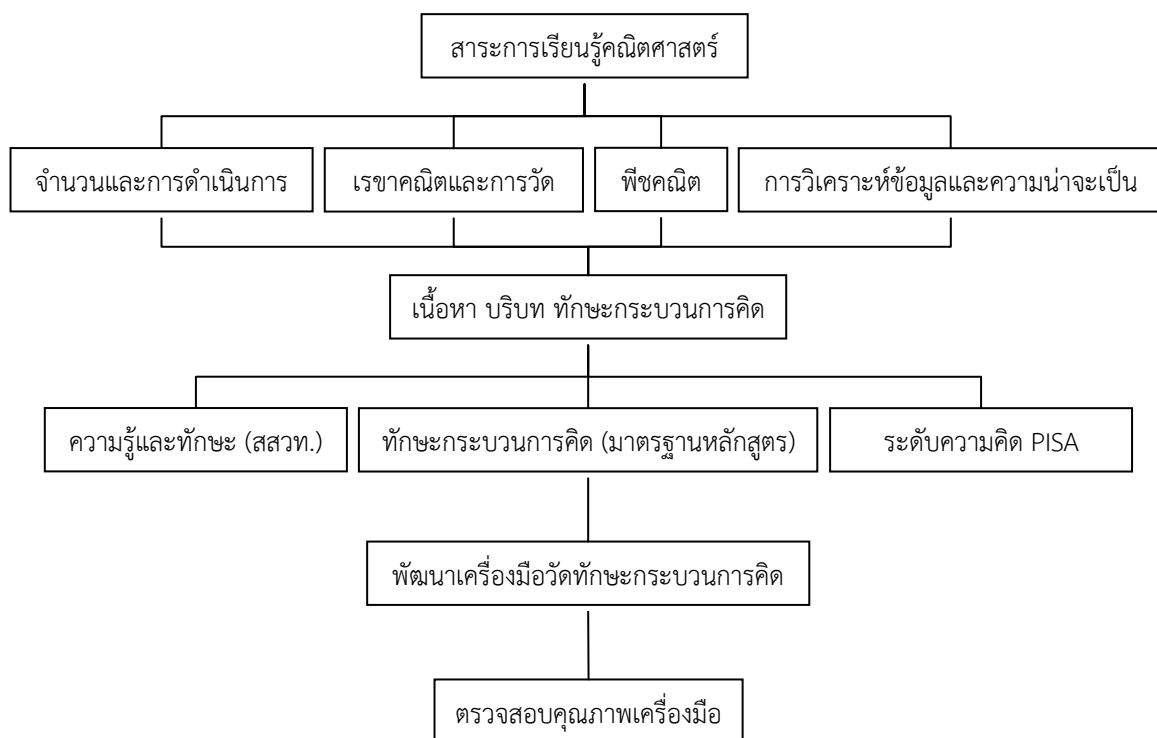 สาระการเรียนรู้คณิตศาสตร์
จำนวนและการดำเนินการ
เรขาคณิตและการวัด
พีชคณิต
การวิเคราะห์ข้อมูลและความน่าจะเป็น
เนื้อหา บริบท ทักษะกระบวนการคิด
ความรู้และทักษะ (สสวท.)
ทักษะกระบวนการคิด (มาตรฐานหลักสูตร)
ระดับความคิด PISA
พัฒนาเครื่องมือวัดทักษะกระบวนการคิด
ตรวจสอบคุณภาพเครื่องมือ